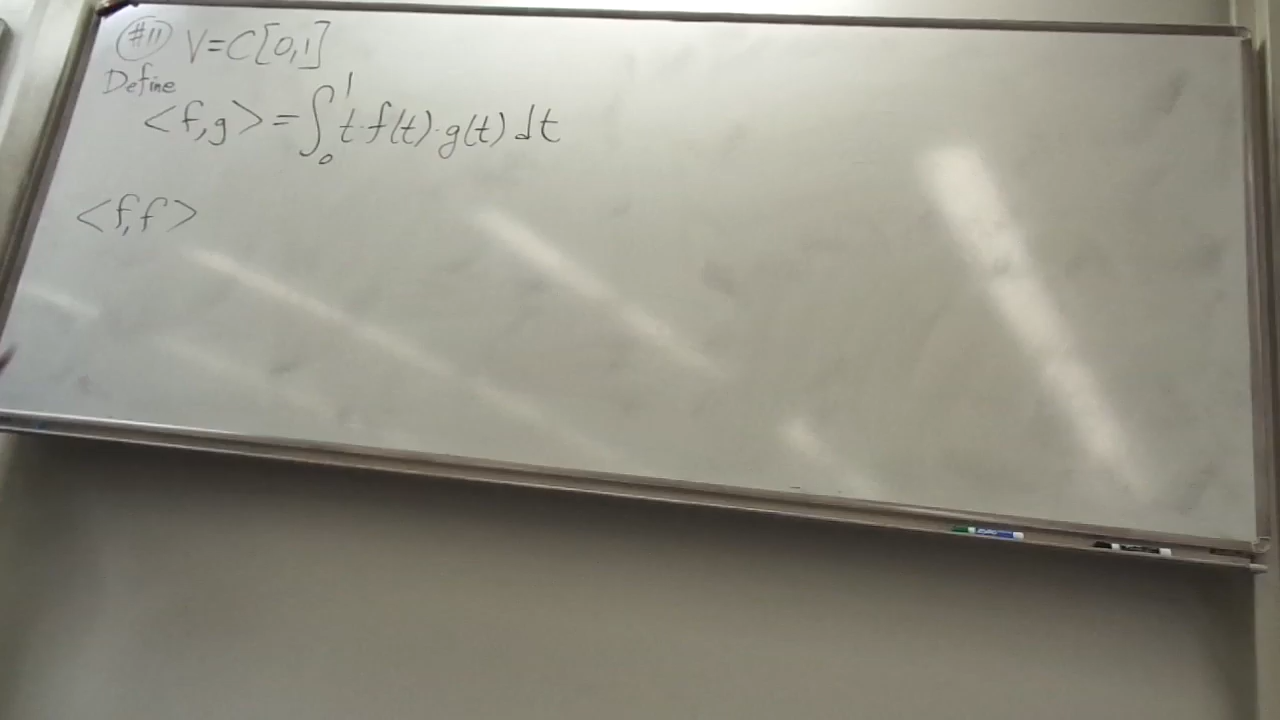 #11 V=C[0,1]
Define
<f,g> = ∫₀¹ t·f(t)·g(t) dt
<f,f>